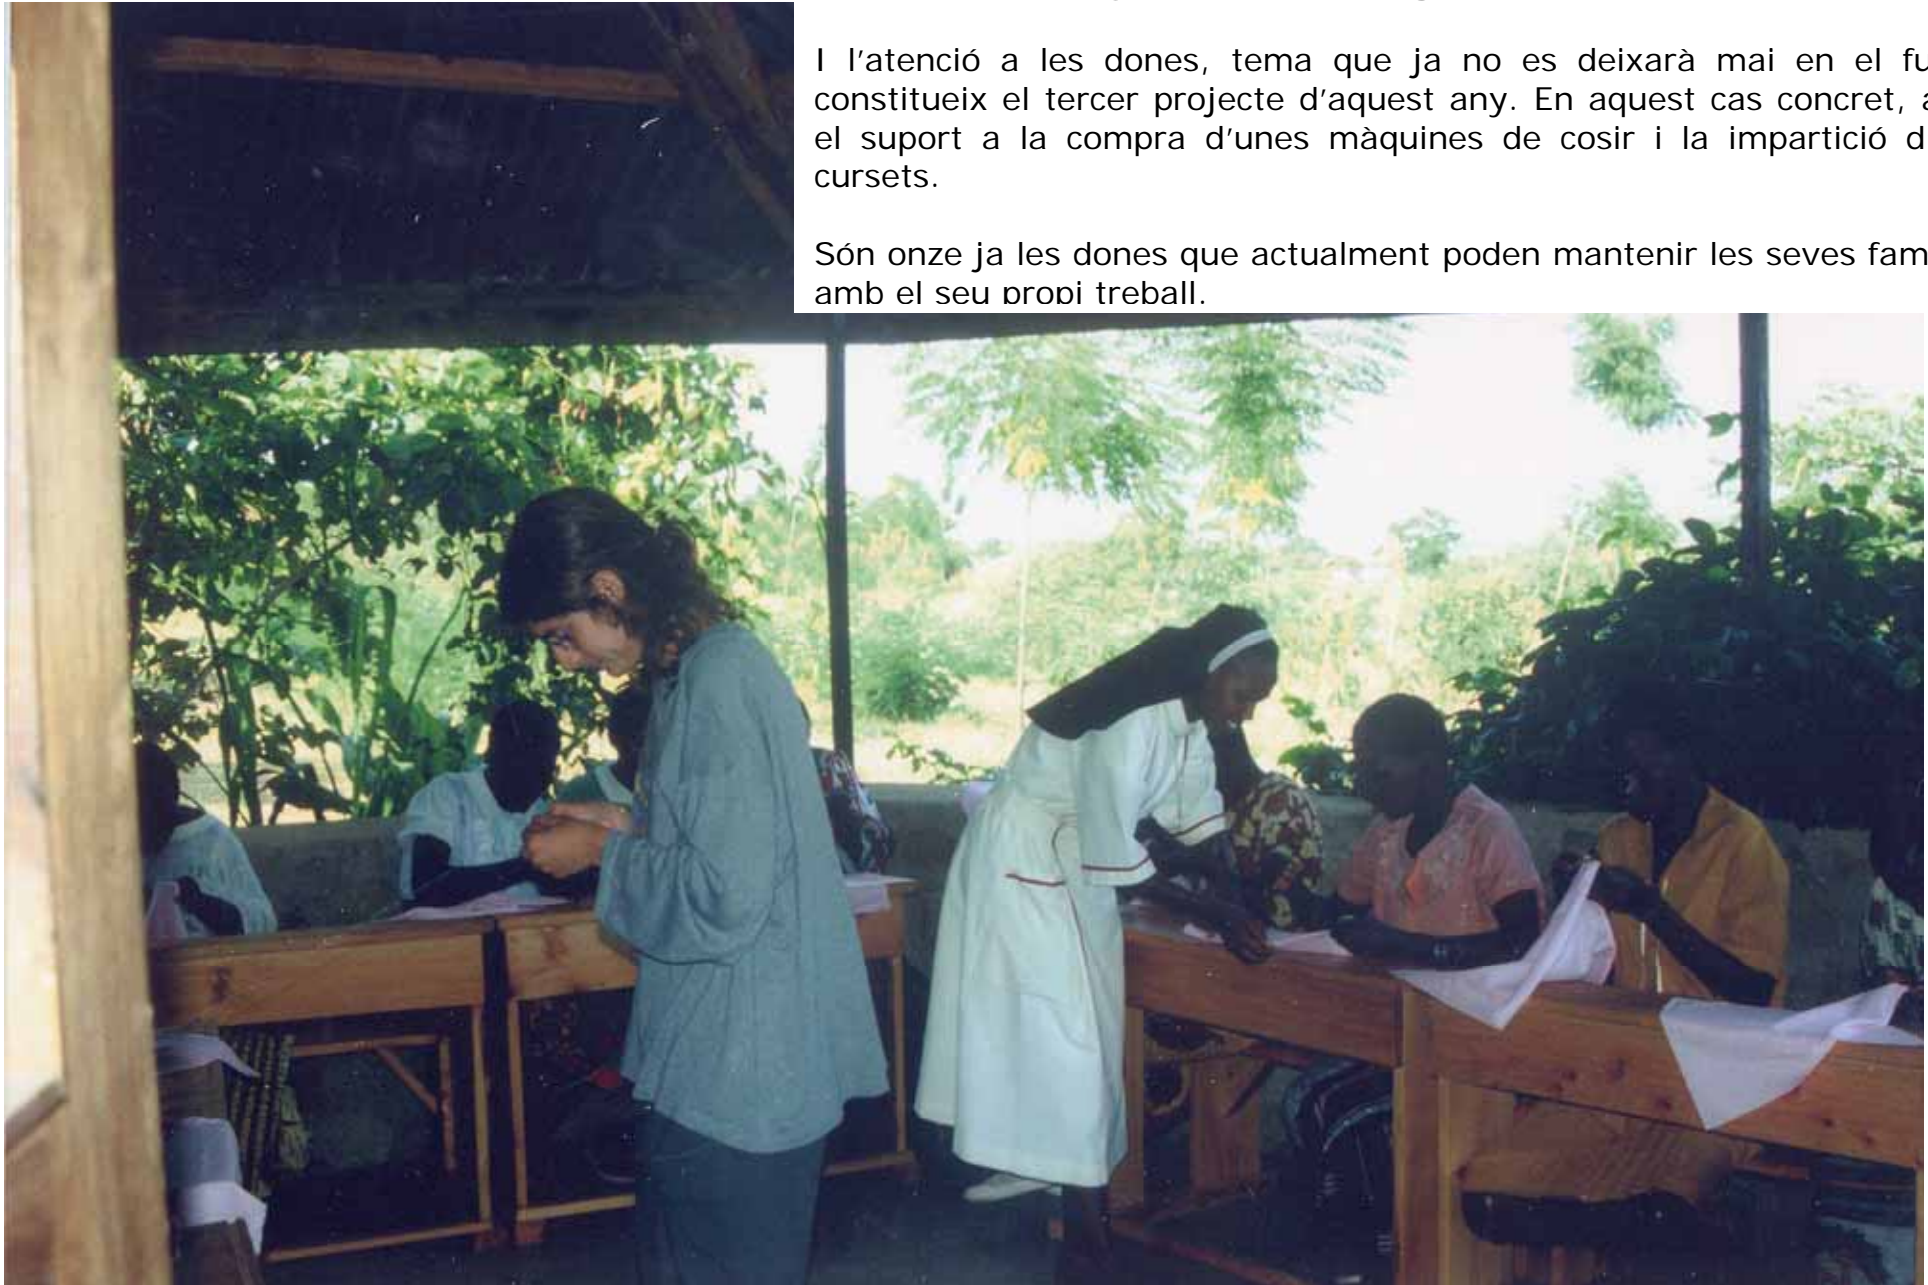 I l'atenció a les dones, tema que ja no es deixarà mai en el
constitueix el tercer projecte d'aquest any. En aquest cas concret,
el suport a la compra d'unes màquines de cosir i la impartició
cursets.
Són onze ja les dones que actualment poden mantenir les seves
amb el seu propi treball.